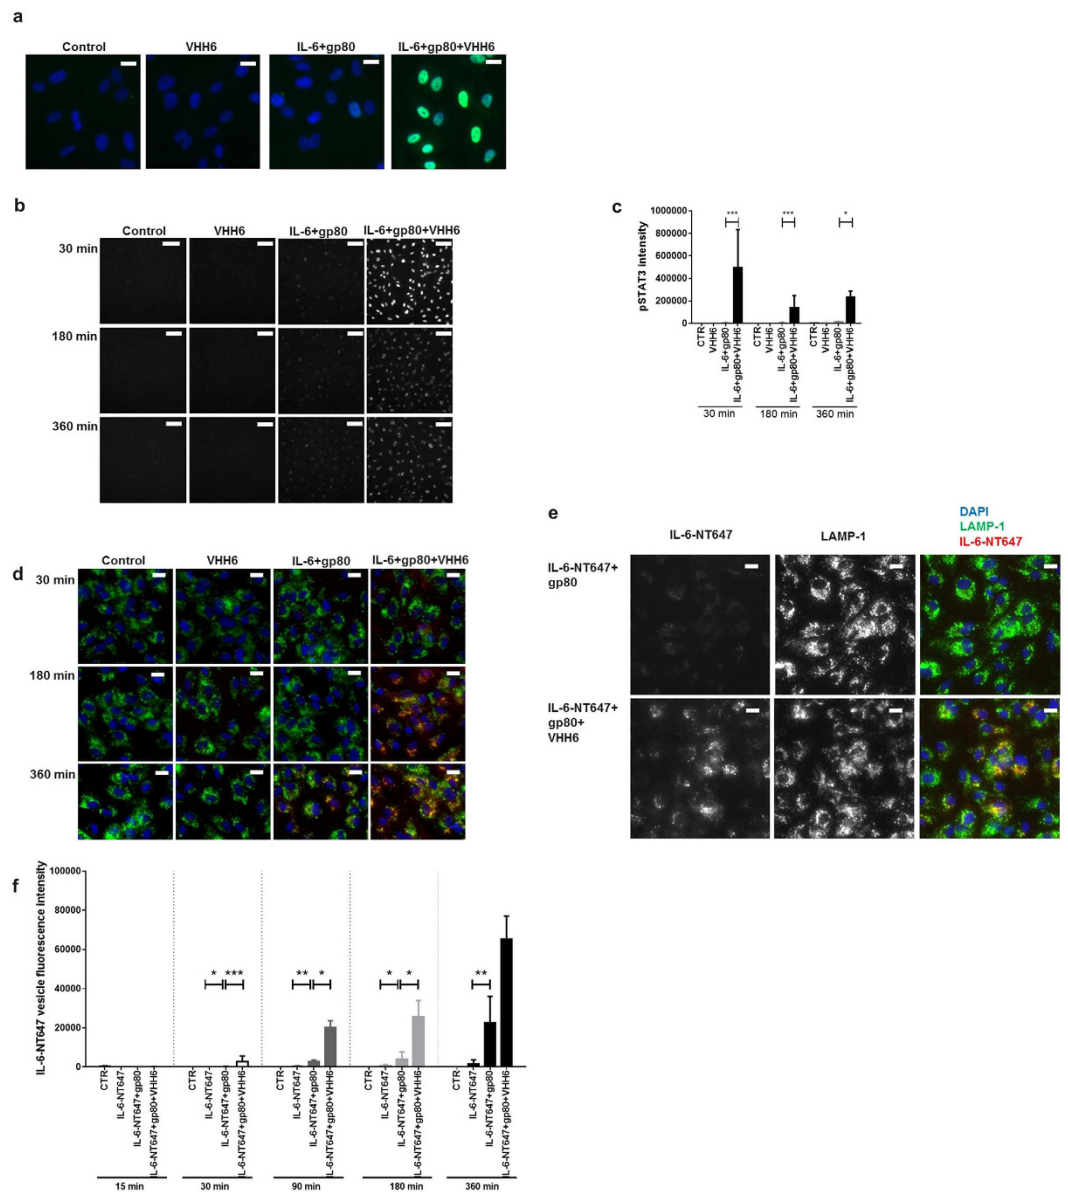 a
Control VHH6 IL-6+gp80 IL-6+gp80+VHH6
b
Control VHH6 IL-6+gp80 IL-6+gp80+VHH6
30 min
180 min
360 min
c
pSTAT3 intensity
1000000
800000
600000
400000
200000
0
*** *** *
CTR VHH6 IL-6+gp80 IL-6+gp80+VHH6 CTR VHH6 IL-6+gp80 IL-6+gp80+VHH6 CTR VHH6 IL-6+gp80 IL-6+gp80+VHH6
30 min 180 min 360 min
d
Control VHH6 IL-6+gp80 IL-6+gp80+VHH6
30 min
180 min
360 min
e
IL-6-NT647 LAMP-1
DAPI
LAMP-1
IL-6-NT647
IL-6-NT647+
gp80
IL-6-NT647+
gp80+
VHH6
f
IL-6-NT647 vesicle fluorescence intensity
100000
80000
60000
40000
20000
0
* *** ** * * * **
CTR IL-6-NT647 IL-6-NT647+gp80 IL-6-NT647+gp80+VHH6 CTR IL-6-NT647 IL-6-NT647+gp80 IL-6-NT647+gp80+VHH6 CTR IL-6-NT647 IL-6-NT647+gp80 IL-6-NT647+gp80+VHH6 CTR IL-6-NT647 IL-6-NT647+gp80 IL-6-NT647+gp80+VHH6 CTR IL-6-NT647 IL-6-NT647+gp80 IL-6-NT647+gp80+VHH6
15 min 30 min 90 min 180 min 360 min